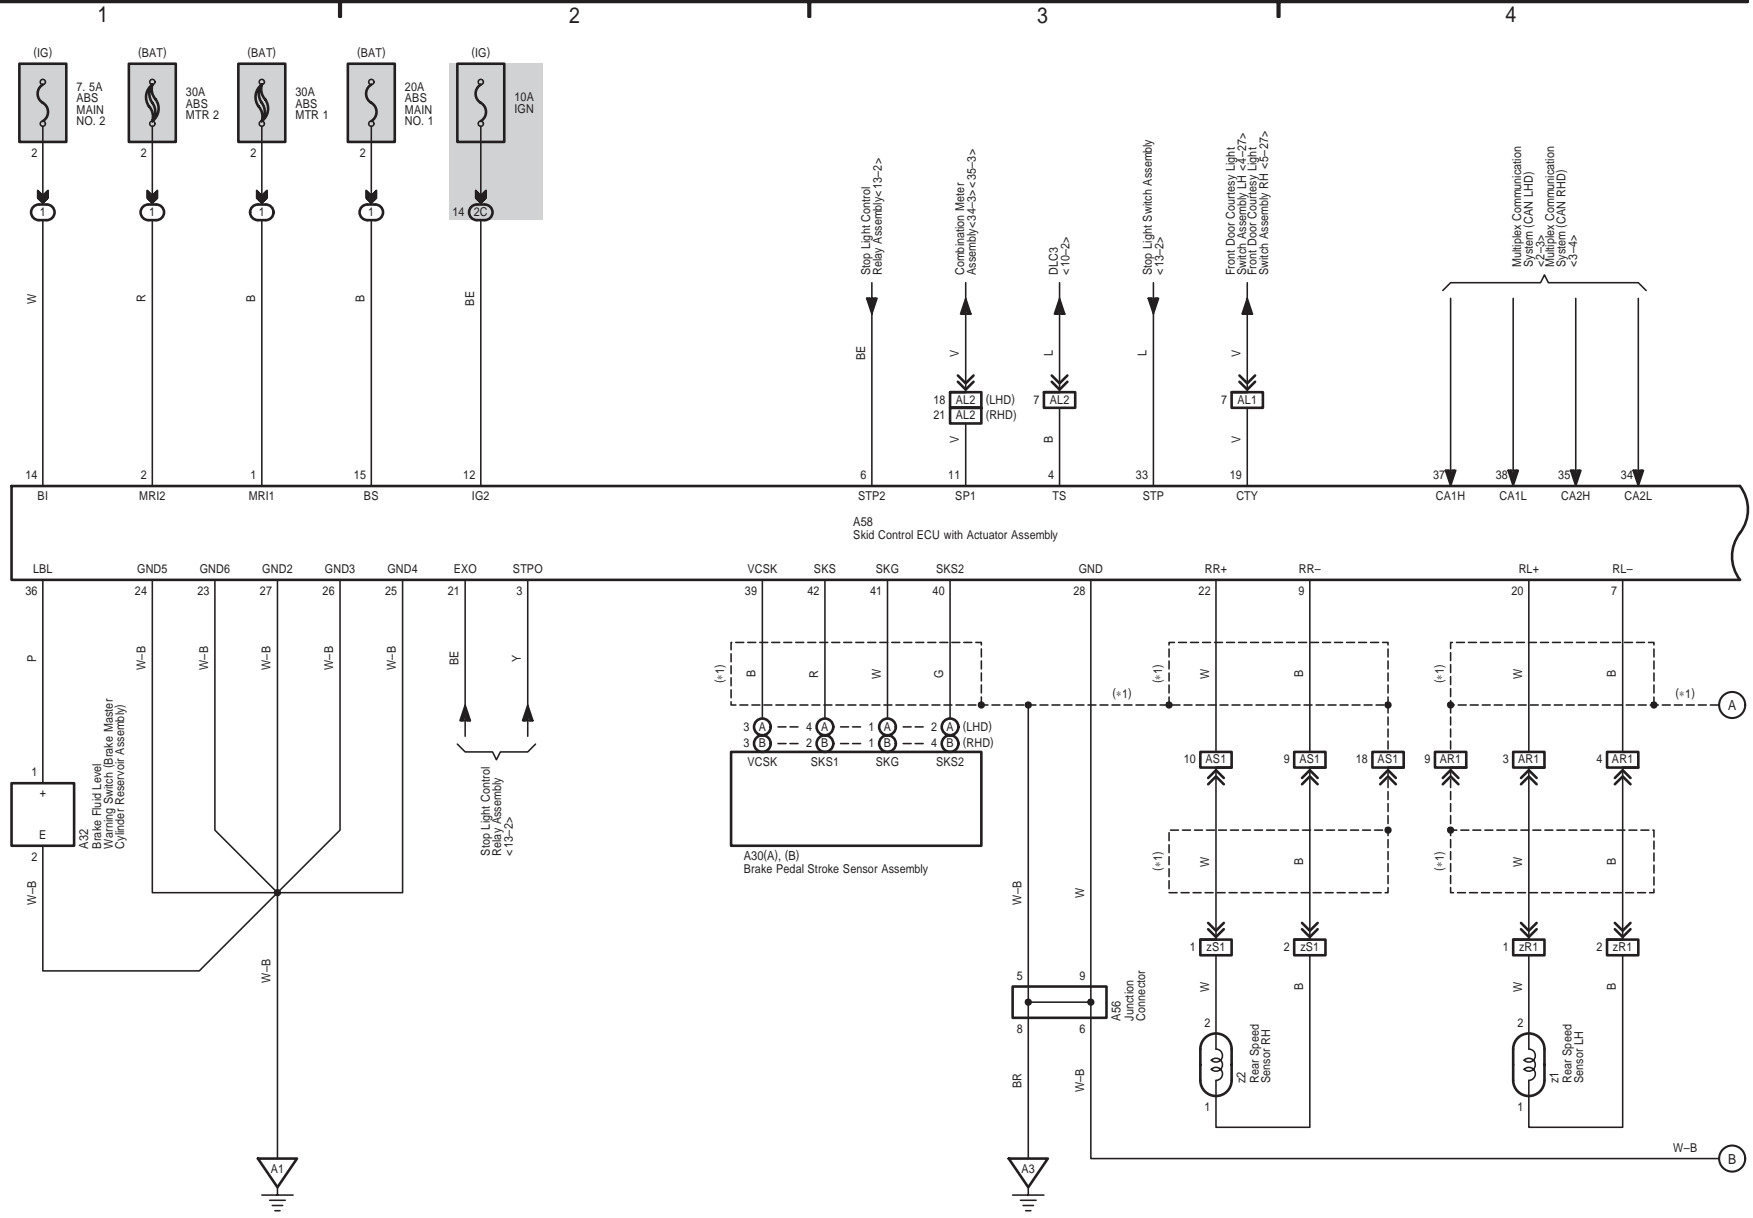 1 2 3 4
(IG) (BAT) (BAT) (BAT) (IG)
7. 5A
ABS
MAIN
NO. 2
30A
ABS
MTR 2
30A
ABS
MTR 1
20A
ABS
MAIN
NO. 1
10A
IGN
2 2 2 2
1 1 1 1 14 2C
W R B B BE
Stop Light Control
Relay Assembly<13–2>
Combination Meter
Assembly<34–3><35–3>
DLC3
<10–2>
Stop Light Switch Assembly
<13–2>
Front Door Courtesy Light
Switch Assembly LH <4–27>
Front Door Courtesy Light
Switch Assembly RH <5–27>
Multiplex Communication
System (CAN LHD)
<2–3>
Multiplex Communication
System (CAN RHD)
<3–4>
BE V L L V
18 AL2 (LHD) 7 AL2 7 AL1
21 AL2 (RHD)
V B V
14 2 1 15 12 6 11 4 33 19 37 38 35 34
BI MRI2 MRI1 BS IG2 STP2 SP1 TS STP CTY CA1H CA1L CA2H CA2L
A58
Skid Control ECU with Actuator Assembly
LBL GND5 GND6 GND2 GND3 GND4 EXO STPO VCSK SKS SKG SKS2 GND RR+ RR– RL+ RL–
36 24 23 27 26 25 21 3 39 42 41 40 28 22 9 20 7
P W–B W–B W–B W–B W–B BE Y (*1) B R W G (*1) W B (*1) W B
(*1) (*1) A
3 A 4 A 1 A 2 A (LHD)
3 B 2 B 1 B 4 B (RHD)
VCSK SKS1 SKG SKS2
10 AS1 9 AS1 18 AS1 9 AR1 3 AR1 4 AR1
1
+
E
2
A32
Brake Fluid Level
Warning Switch (Brake Master
Cylinder Reservoir Assembly)
Stop Light Control
Relay Assembly
<13–2>
A30(A), (B)
Brake Pedal Stroke Sensor Assembly
(*1) W B (*1) W B
W–B W–B W
1 zS1 2 zS1 1 zR1 2 zR1
W–B
5 9
A56
Junction
Connector
8 6
W B W B
2 2
z2
Rear Speed
Sensor RH
z1
Rear Speed
Sensor LH
1 1
BR W–B
W–B B
A1 A3